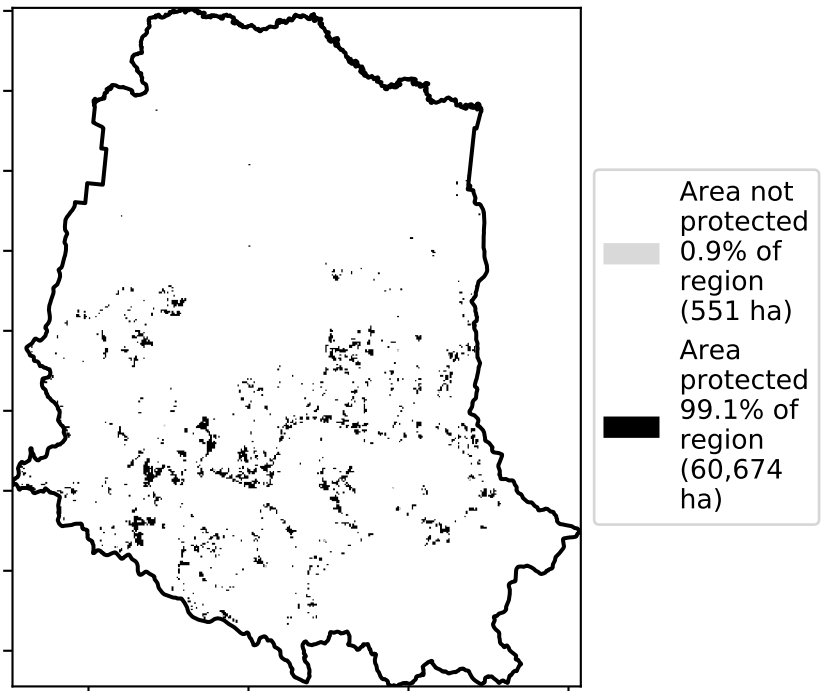 Area not
protected
0.9% of
region
(551 ha)
Area
protected
99.1% of
region
(60,674
ha)